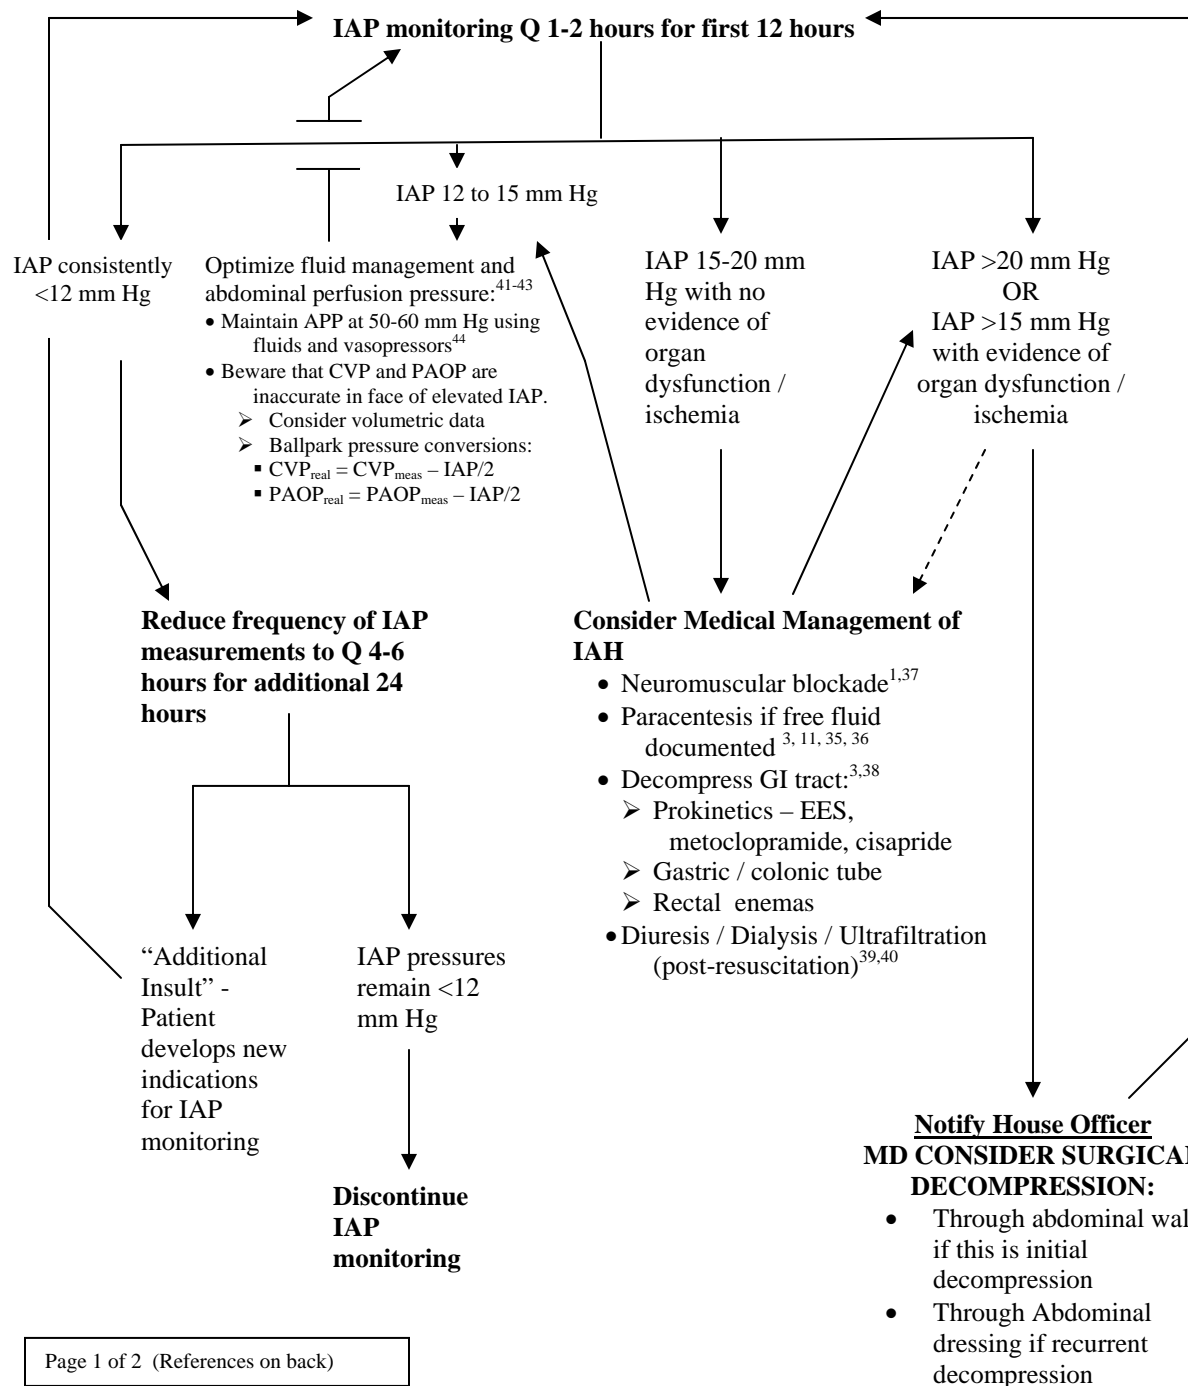 IAP monitoring Q 1-2 hours for first 12 hours
IAP 12 to 15 mm Hg
IAP consistently
<12 mm Hg
Optimize fluid management and
abdominal perfusion pressure:41-43
• Maintain APP at 50-60 mm Hg using
fluids and vasopressors44
• Beware that CVP and PAOP are
inaccurate in face of elevated IAP.
➢ Consider volumetric data
➢ Ballpark pressure conversions:
▪ CVPreal = CVPmeas – IAP/2
▪ PAOPreal = PAOPmeas – IAP/2
IAP 15-20 mm
Hg with no
evidence of
organ
dysfunction /
ischemia
IAP >20 mm Hg
OR
IAP >15 mm Hg
with evidence of
organ dysfunction /
ischemia
Reduce frequency of IAP
measurements to Q 4-6
hours for additional 24
hours
Consider Medical Management of
IAH
• Neuromuscular blockade1,37
• Paracentesis if free fluid
documented 3, 11, 35, 36
• Decompress GI tract:3,38
➢ Prokinetics – EES,
metoclopramide, cisapride
➢ Gastric / colonic tube
➢ Rectal enemas
• Diuresis / Dialysis / Ultrafiltration
(post-resuscitation)39,40
“Additional
Insult” -
Patient
develops new
indications
for IAP
monitoring
IAP pressures
remain <12
mm Hg
Discontinue
IAP
monitoring
Notify House Officer
MD CONSIDER SURGICAL
DECOMPRESSION:
• Through abdominal wal
if this is initial
decompression
• Through Abdominal
dressing if recurrent
decompression
Page 1 of 2 (References on back)